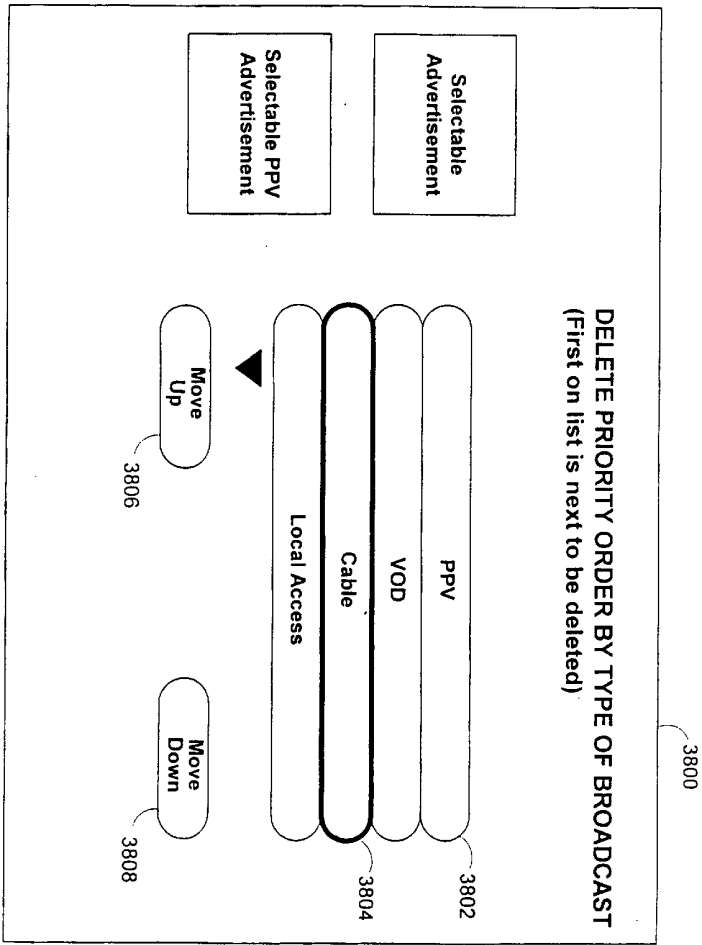 3800
DELETE PRIORITY ORDER BY TYPE OF BROADCAST
(First on list is next to be deleted)
Selectable
Advertisement
Selectable PPV
Advertisement
PPV
3802
VOD
Cable
3804
Local Access
Move
Up
3806
Move
Down
3808